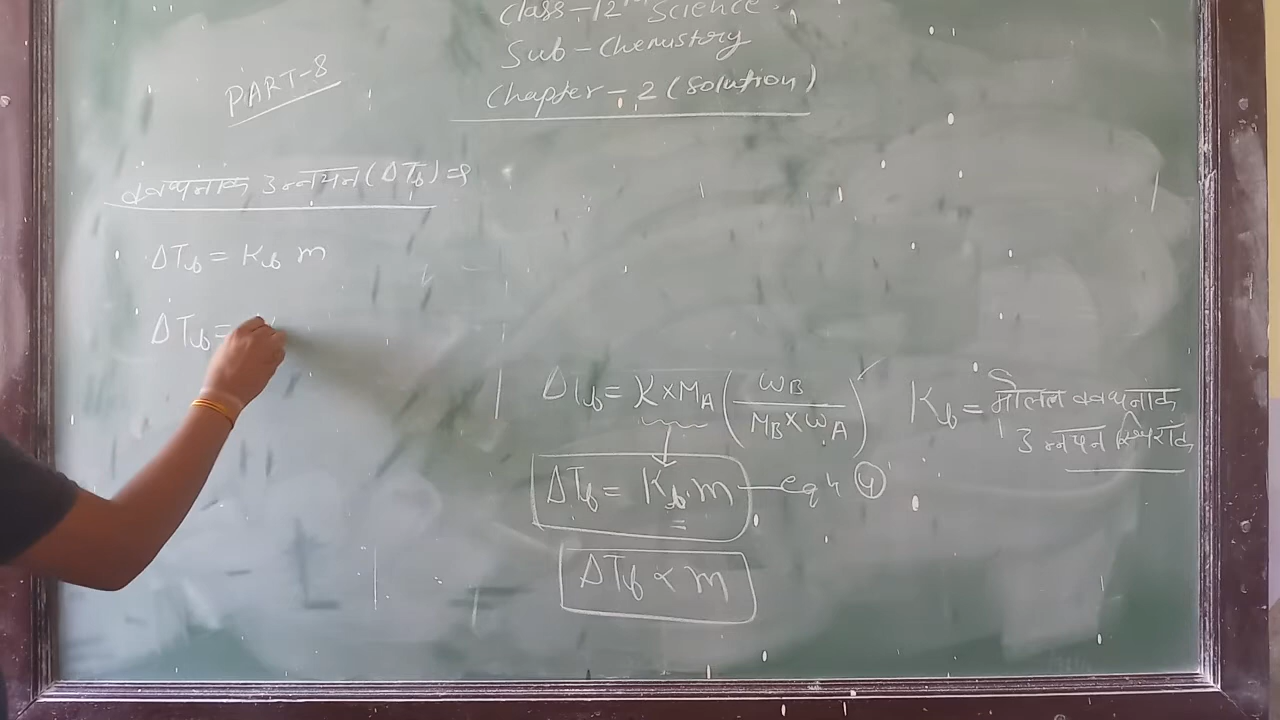 Class-12th Science.
Sub-Chemistory
Chapter-2 (Solution)
PART-8
क्वथनांक उन्नयन (ΔTb) =>
ΔTb = Kb m
ΔTb =
ΔTb = K×MA (WB / MB×WA)
ΔTb = Kb.m — eqn ④
ΔTb ∝ m
Kb = मोलल क्वथनांक
उन्नयन स्थिरांक